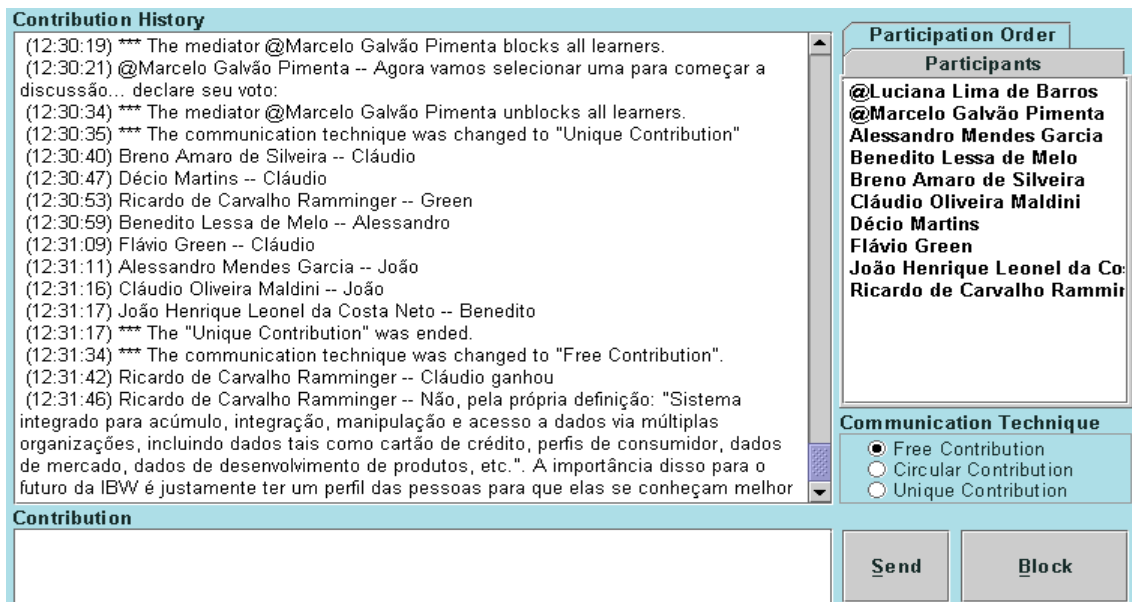 Contribution History
(12:30:19) *** The mediator @Marcelo Galvão Pimenta blocks all learners.
(12:30:21) @Marcelo Galvão Pimenta -- Agora vamos selecionar uma para começar a
discussão... declare seu voto:
(12:30:34) *** The mediator @Marcelo Galvão Pimenta unblocks all learners.
(12:30:35) *** The communication technique was changed to "Unique Contribution"
(12:30:40) Breno Amaro de Silveira -- Cláudio
(12:30:47) Décio Martins -- Cláudio
(12:30:53) Ricardo de Carvalho Ramminger -- Green
(12:30:59) Benedito Lessa de Melo -- Alessandro
(12:31:09) Flávio Green -- Cláudio
(12:31:11) Alessandro Mendes Garcia -- João
(12:31:16) Cláudio Oliveira Maldini -- João
(12:31:17) João Henrique Leonel da Costa Neto -- Benedito
(12:31:17) *** The "Unique Contribution" was ended.
(12:31:34) *** The communication technique was changed to "Free Contribution".
(12:31:42) Ricardo de Carvalho Ramminger -- Cláudio ganhou
(12:31:46) Ricardo de Carvalho Ramminger -- Não, pela própria definição: "Sistema
integrado para acúmulo, integração, manipulação e acesso a dados via múltiplas
organizações, incluindo dados tais como cartão de crédito, perfis de consumidor, dados
de mercado, dados de desenvolvimento de produtos, etc.". A importância disso para o
futuro da IBW é justamente ter um perfil das pessoas para que elas se conheçam melhor
Participation Order
Participants
@Luciana Lima de Barros
@Marcelo Galvão Pimenta
Alessandro Mendes Garcia
Benedito Lessa de Melo
Breno Amaro de Silveira
Cláudio Oliveira Maldini
Décio Martins
Flávio Green
João Henrique Leonel da Co
Ricardo de Carvalho Rammin
Communication Technique
Free Contribution
Circular Contribution
Unique Contribution
Contribution
Send
Block